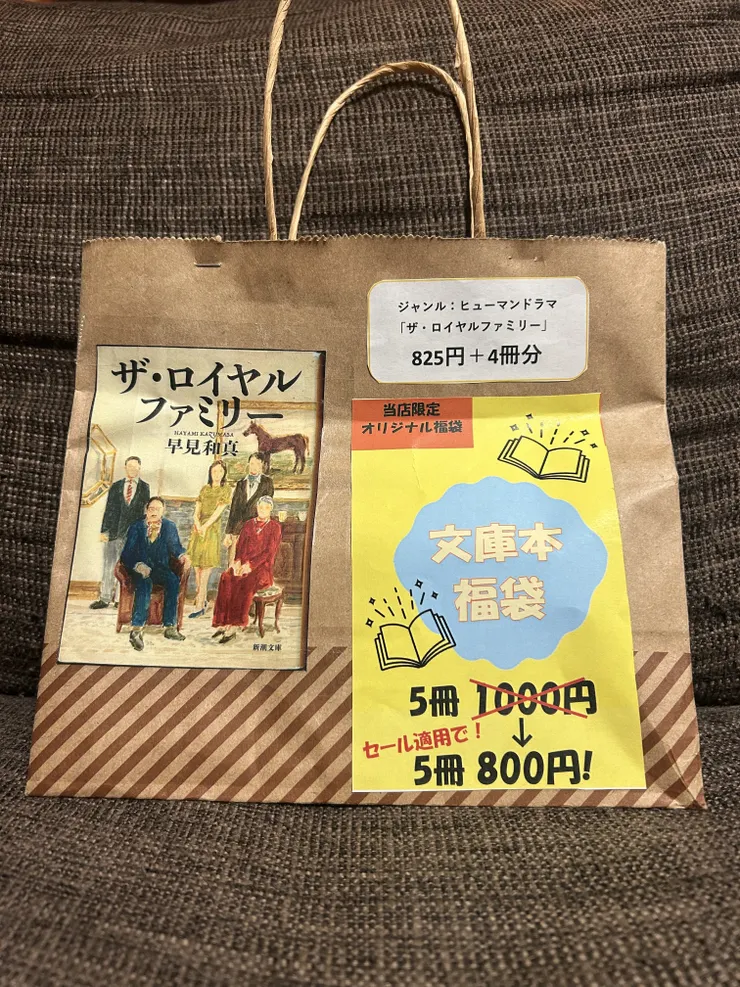 ザ・ロイヤル
ファミリー
HAYAMI KAZUMASA
早見和真
新潮文庫
ジャンル：ヒューマンドラマ
「ザ・ロイヤルファミリー」
825円＋4冊分
当店限定
オリジナル福袋
文庫本
福袋
5冊 1000円
セール適用で！ ↓
5冊 800円!